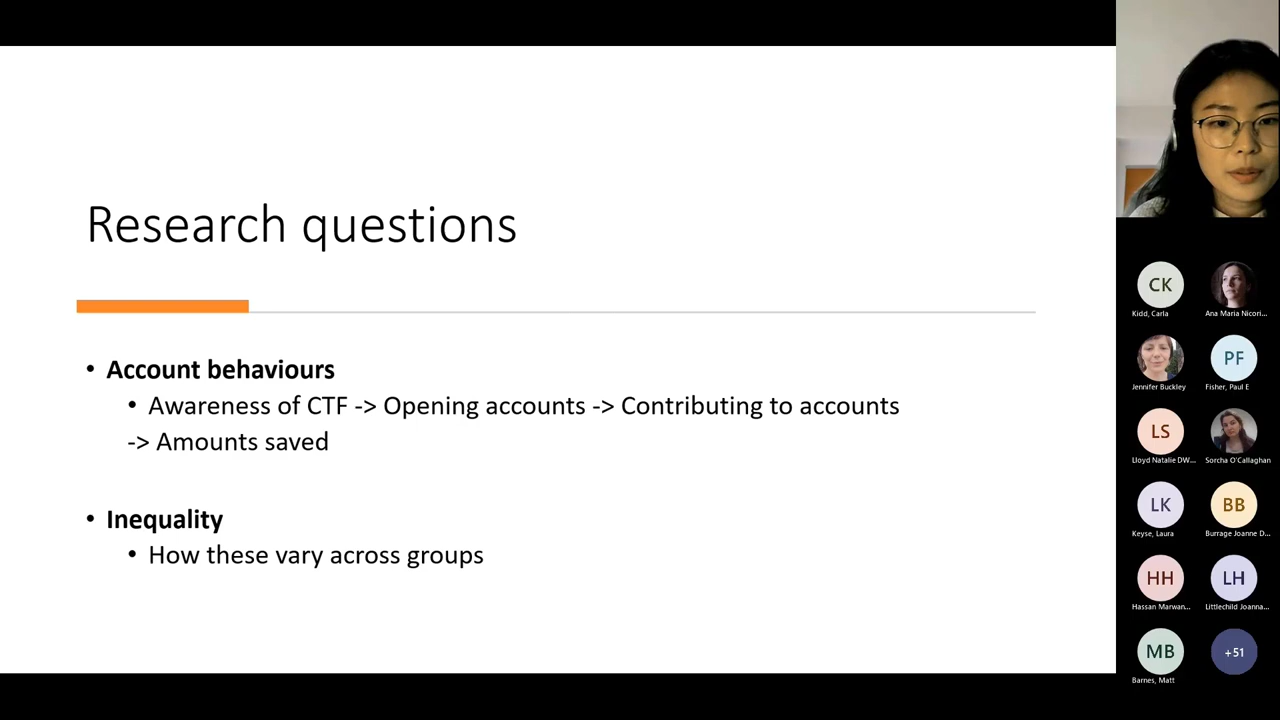 Research questions
• Account behaviours
• Awareness of CTF -> Opening accounts -> Contributing to accounts
-> Amounts saved
• Inequality
• How these vary across groups
CK
Kidd, Carla
Ana Maria Nicori...
Jennifer Buckley
PF
Fisher, Paul E
LS
Lloyd Natalie DW...
Sorcha O'Callaghan
LK
Keyse, Laura
BB
Burrage Joanne D...
HH
Hassan Marwan...
LH
Littlechild Joanna...
MB
Barnes, Matt
+51